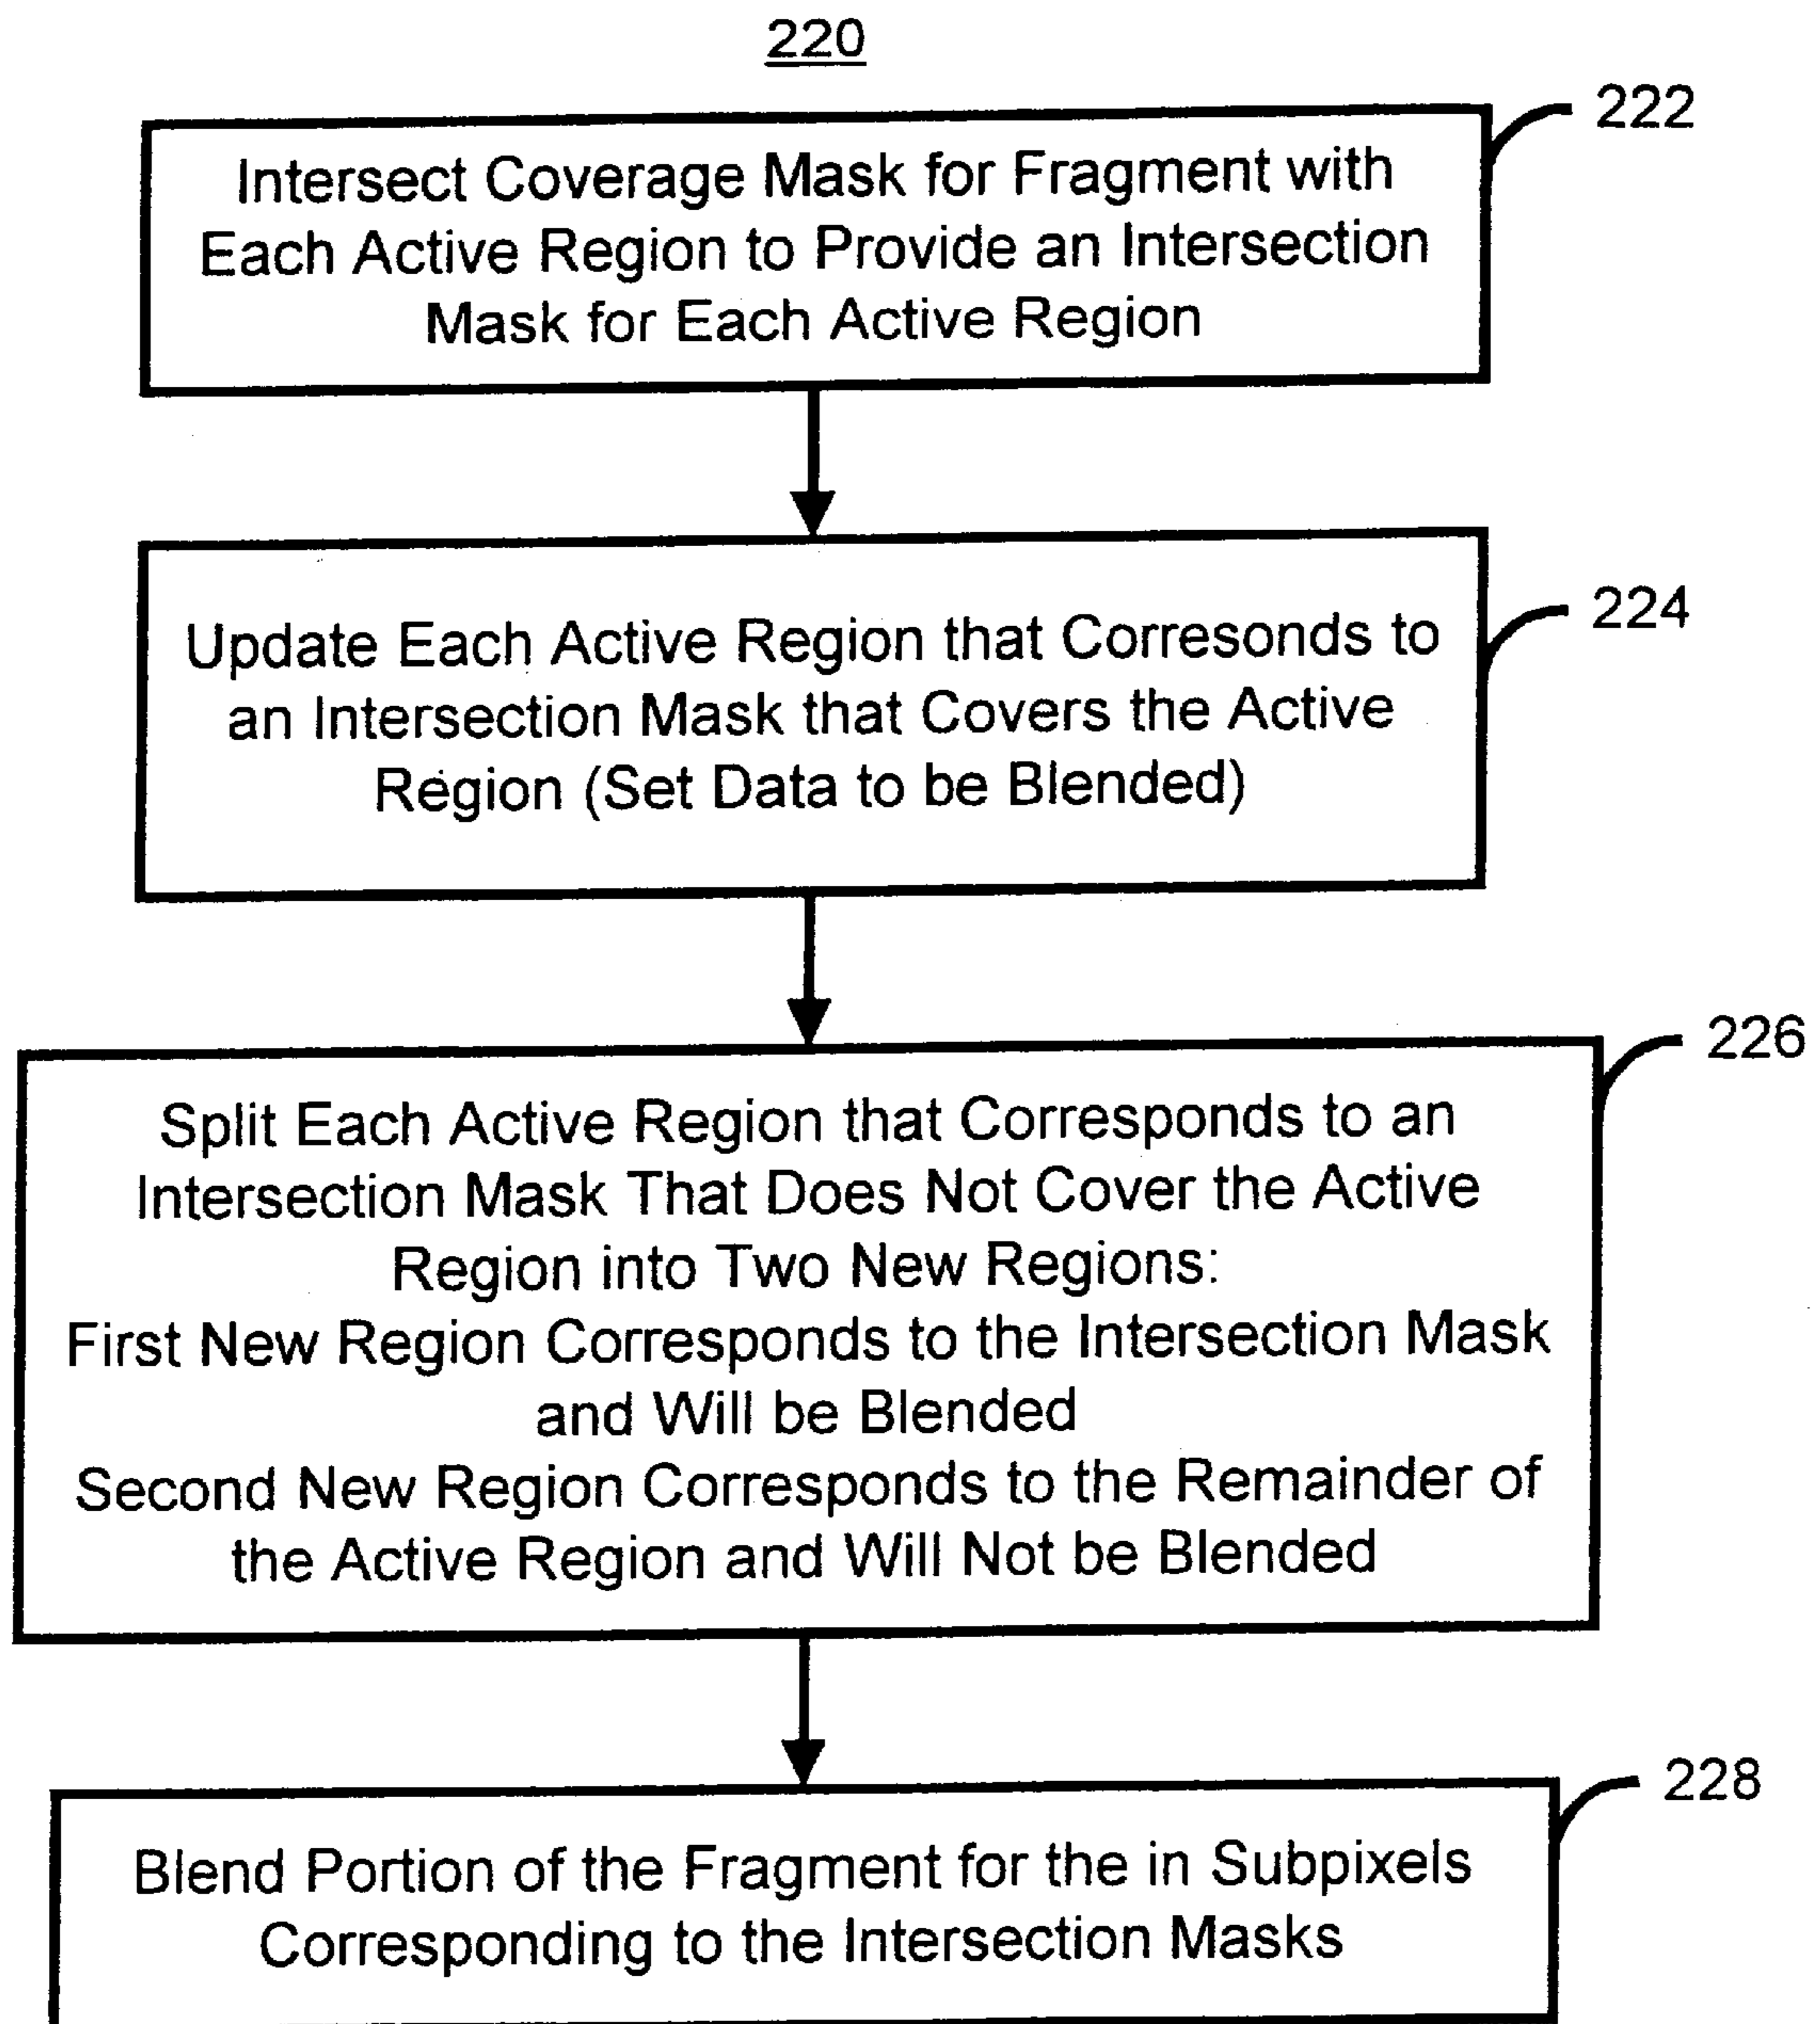 220
222
Intersect Coverage Mask for Fragment with
Each Active Region to Provide an Intersection
Mask for Each Active Region
224
Update Each Active Region that Corresonds to
an Intersection Mask that Covers the Active
Region (Set Data to be Blended)
226
Split Each Active Region that Corresponds to an
Intersection Mask That Does Not Cover the Active
Region into Two New Regions:
First New Region Corresponds to the Intersection Mask
and Will be Blended
Second New Region Corresponds to the Remainder of
the Active Region and Will Not be Blended
228
Blend Portion of the Fragment for the in Subpixels
Corresponding to the Intersection Masks